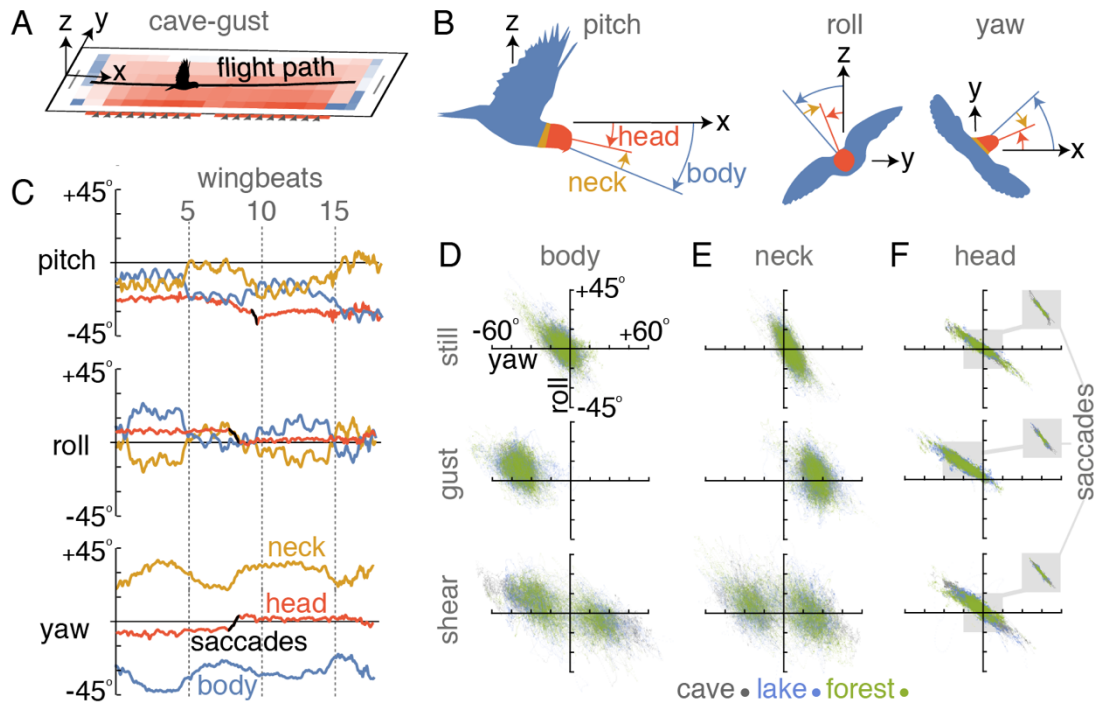 A
z
y
x
cave-gust
flight path
B
pitch
z
x
head
neck
body
roll
z
y
yaw
y
x
C
wingbeats
5 10 15
+45°
pitch
-45°
+45°
roll
-45°
+45°
neck
head
yaw
saccades
body
-45°
D
body
E
neck
F
head
still
+45°
-60°
+60°
yaw
roll
-45°
gust
shear
saccades
cave lake forest